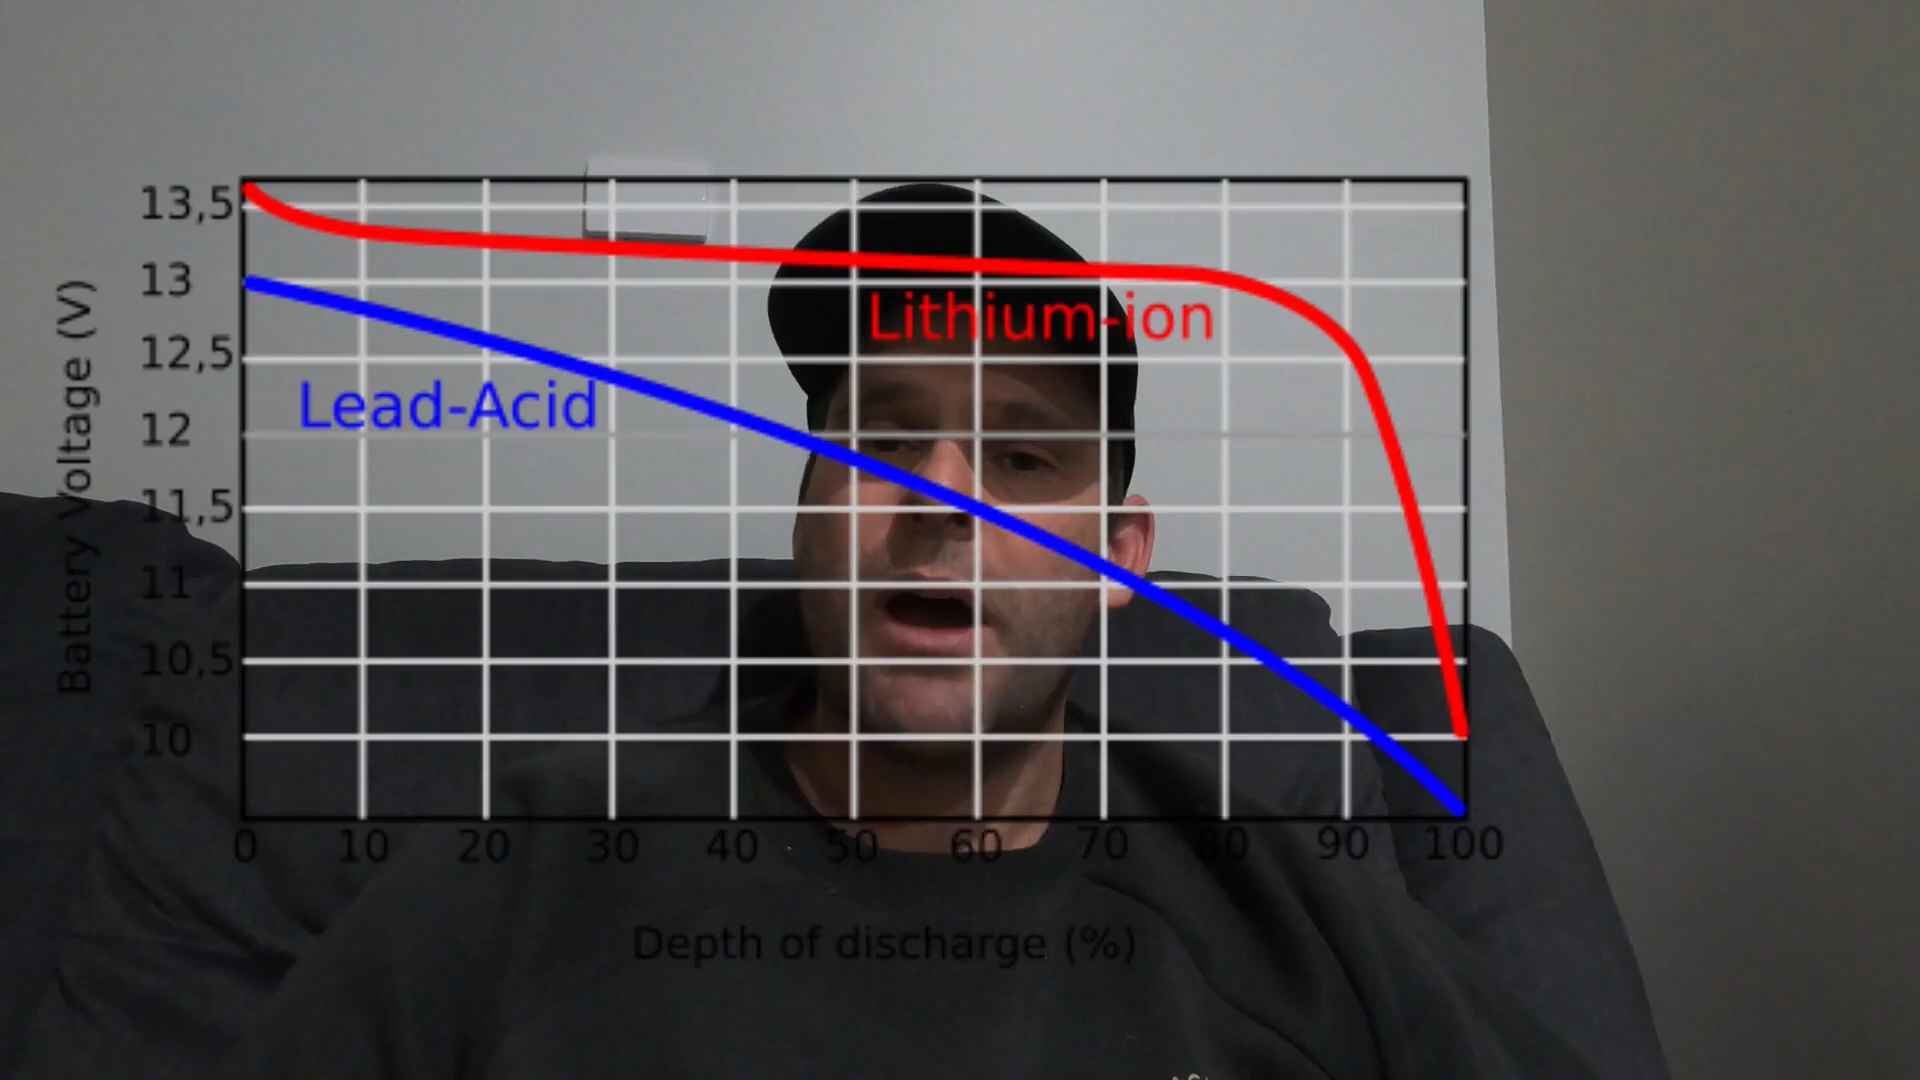 13,5
13
12,5
12
11,5
11
10,5
10
Battery Voltage (V)
Lithium-ion
Lead-Acid
0 10 20 30 40 50 60 70 80 90 100
Depth of discharge (%)